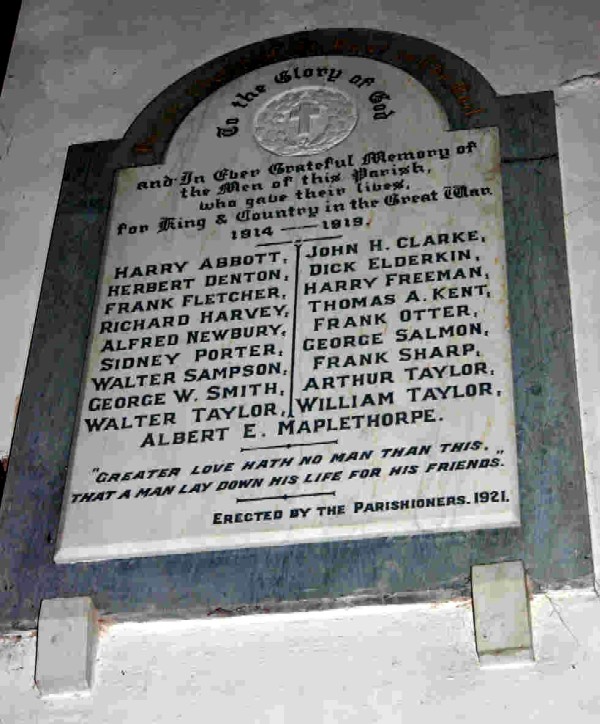 To the Glory of God
and In Ever Grateful Memory of
the Men of this Parish,
who gave their lives,
for King & Country in the Great War.
1914 — 1919.
HARRY ABBOTT,
HERBERT DENTON,
FRANK FLETCHER,
RICHARD HARVEY,
ALFRED NEWBURY,
SIDNEY PORTER,
WALTER SAMPSON,
GEORGE W. SMITH,
WALTER TAYLOR,
JOHN H. CLARKE,
DICK ELDERKIN,
HARRY FREEMAN,
THOMAS A. KENT,
FRANK OTTER,
GEORGE SALMON,
FRANK SHARP,
ARTHUR TAYLOR,
WILLIAM TAYLOR,
ALBERT E. MAPLETHORPE.
"GREATER LOVE HATH NO MAN THAN THIS,
THAT A MAN LAY DOWN HIS LIFE FOR HIS FRIENDS."
ERECTED BY THE PARISHIONERS. 1921.